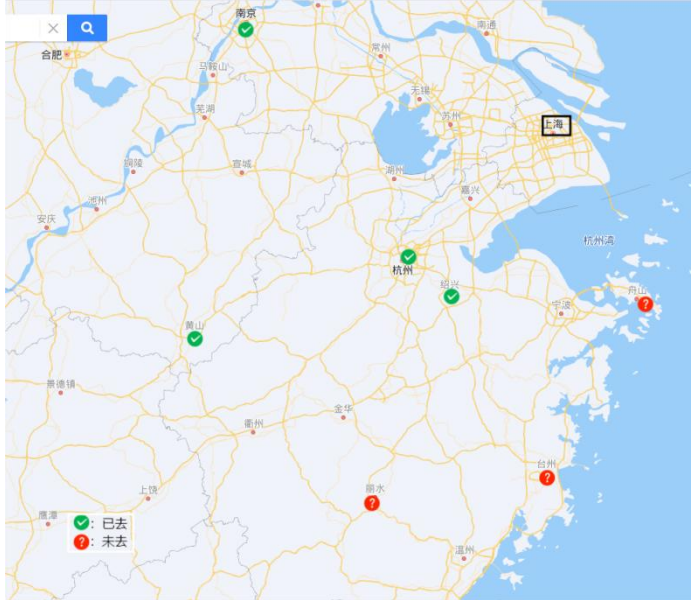 南京
南通
合肥
常州
马鞍山
无锡
芜湖
苏州
上海
铜陵
宣城
湖州
嘉兴
池州
安庆
杭州湾
杭州
绍兴
舟山
宁波
黄山
景德镇
金华
衢州
台州
上饶
丽水
鹰潭
:已去
:未去
温州